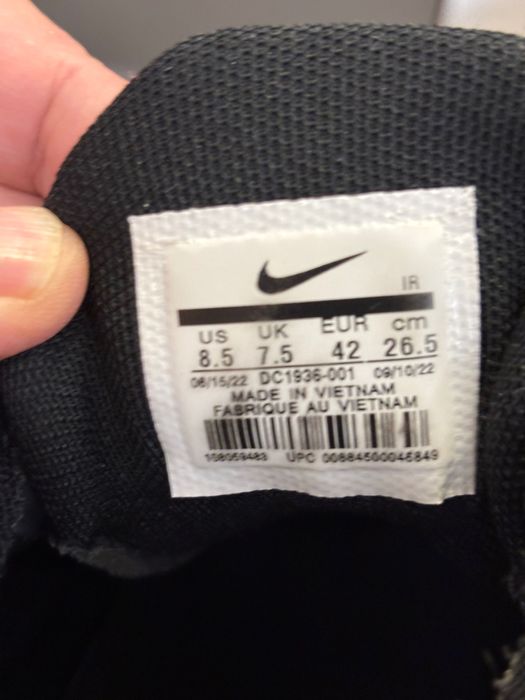 IR
US UK EUR cm
8.5 7.5 42 26.5
08/15/22 DC1936-001 09/10/22
MADE IN VIETNAM
FABRIQUE AU VIETNAM
108059483 UPC 00884500046849